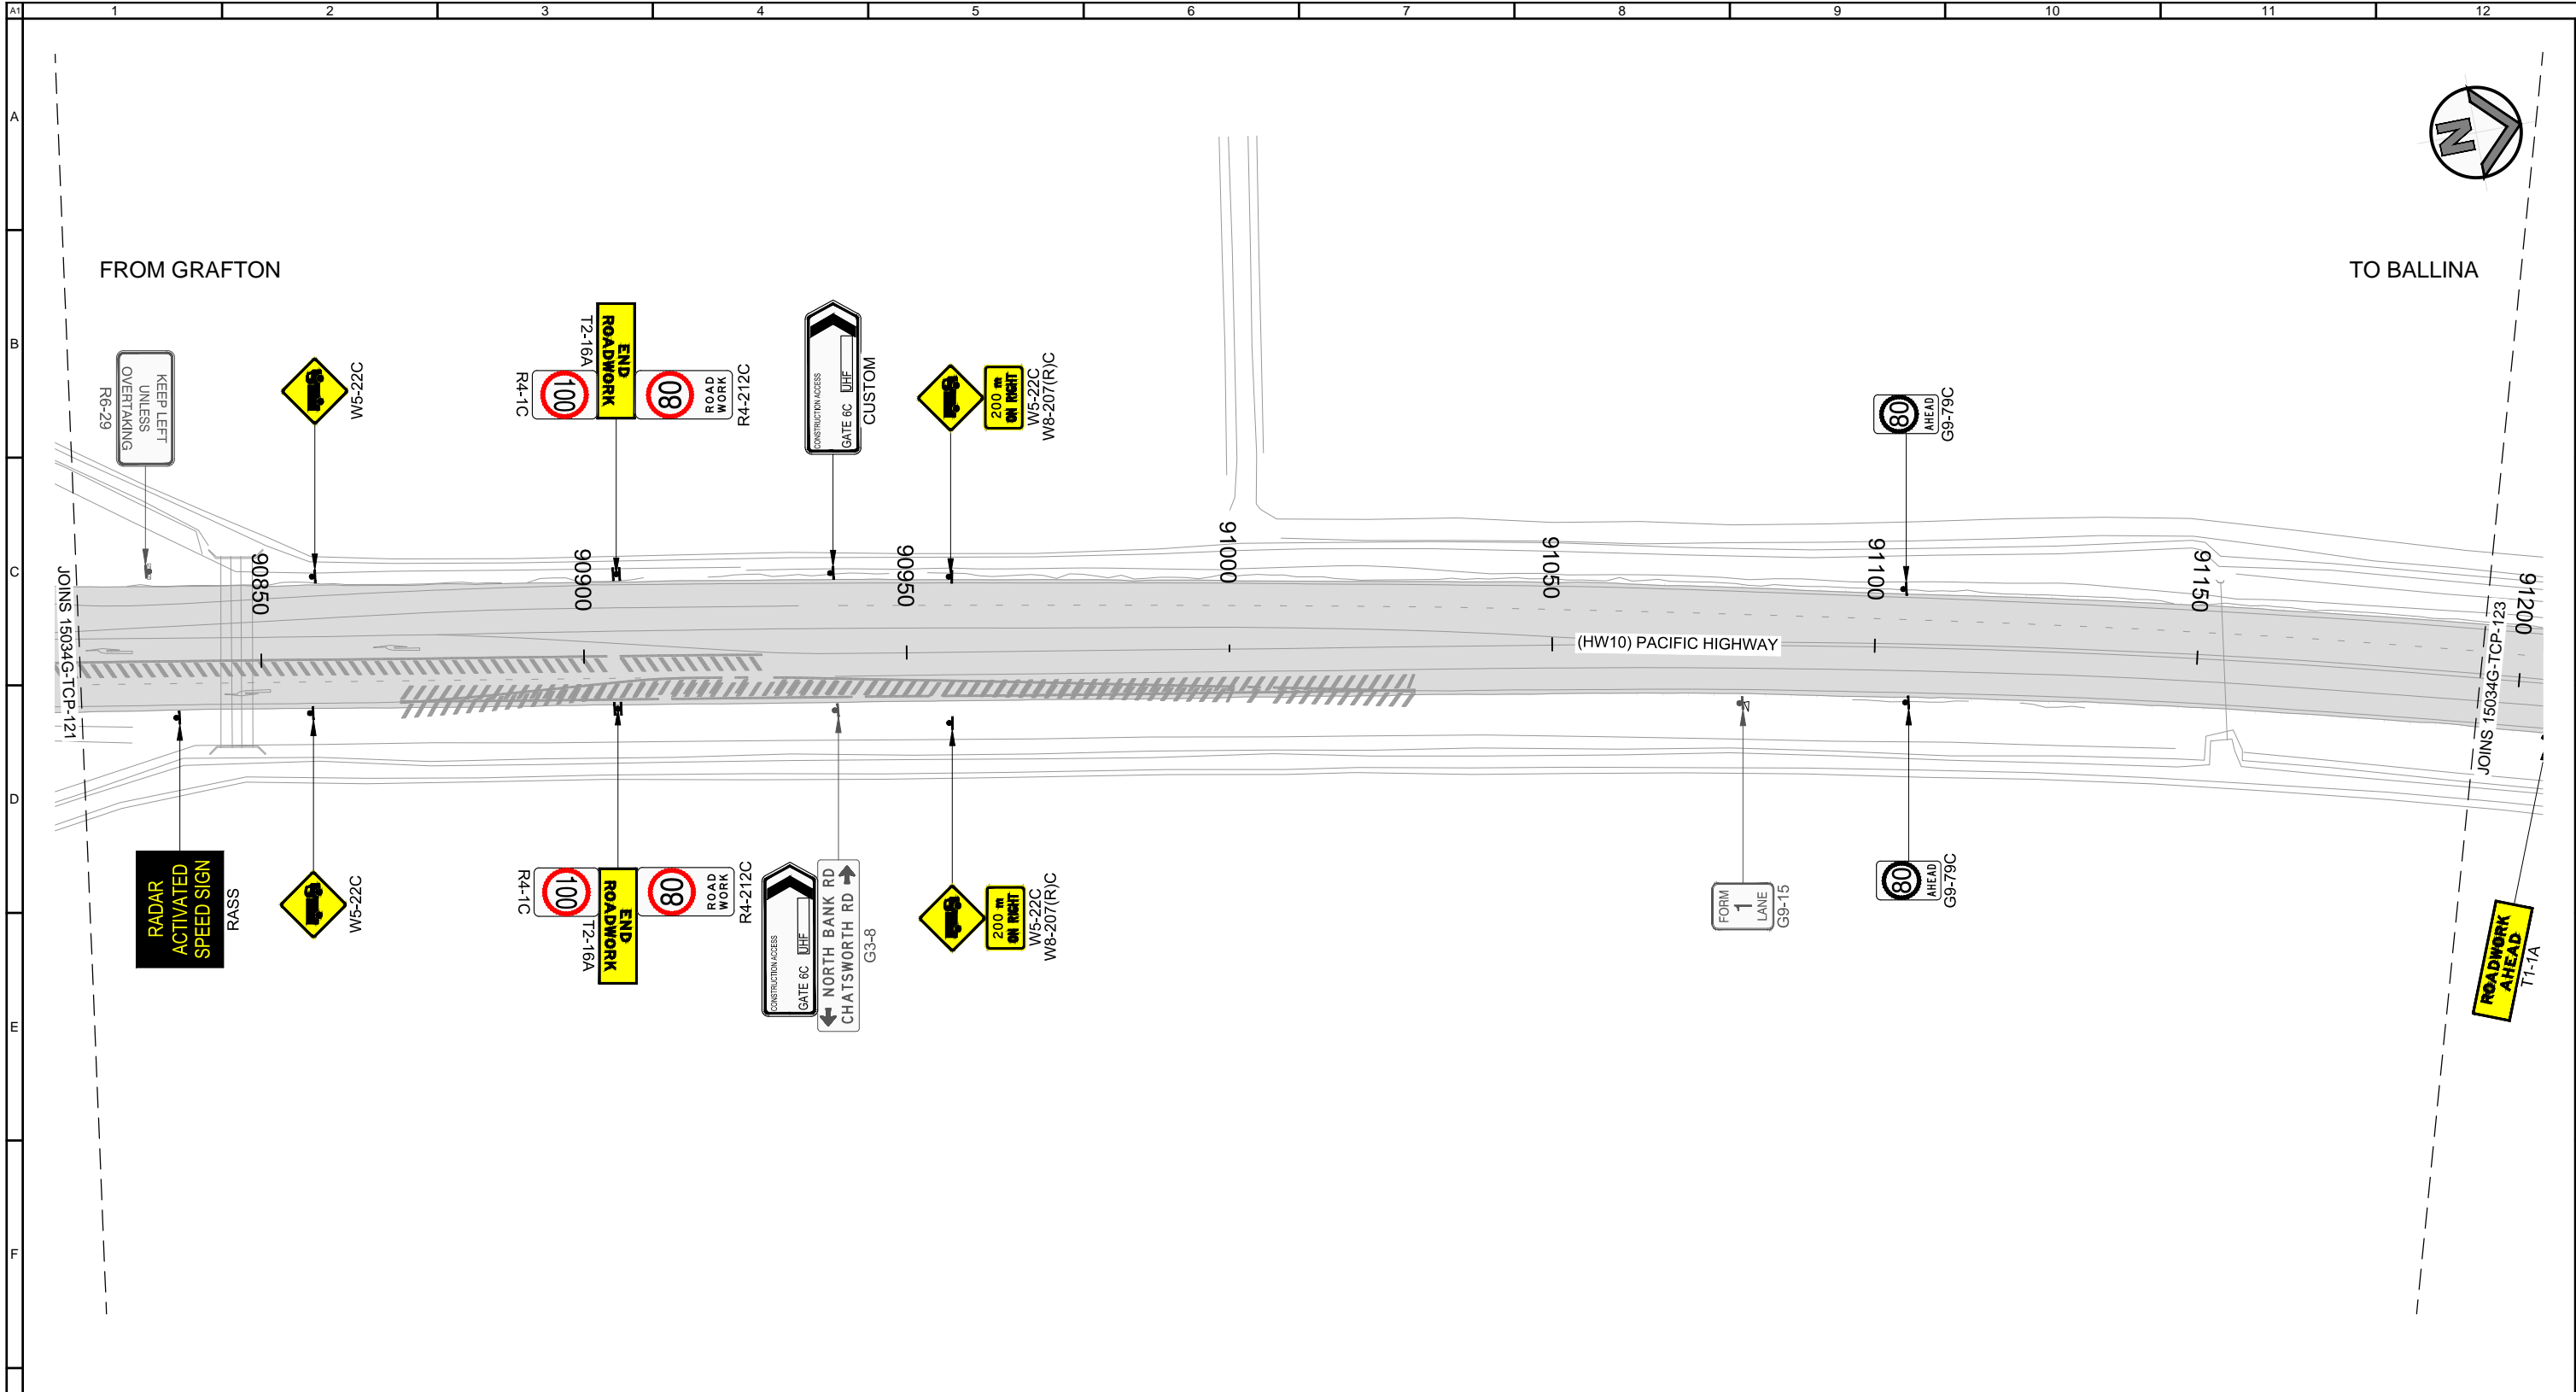 A1
1
2
3
4
5
6
7
8
9
10
11
12
A
B
C
D
E
F
FROM GRAFTON
TO BALLINA
N
KEEP LEFT
UNLESS
OVERTAKING
R6-29
W5-22C
END
ROADWORK
T2-16A
100
R4-1C
80
ROAD
WORK
R4-212C
CONSTRUCTION ACCESS
GATE 6C UHF
CUSTOM
200 m
ON RIGHT
W5-22C
W8-207(R)C
80
AHEAD
G9-79C
JOINS 15034G-TCP-121
90850
90900
90950
91000
91050
91100
91150
91200
(HW10) PACIFIC HIGHWAY
JOINS 15034G-TCP-123
RADAR
ACTIVATED
SPEED SIGN
RASS
W5-22C
100
R4-1C
END
ROADWORK
T2-16A
80
ROAD
WORK
R4-212C
CONSTRUCTION ACCESS
GATE 6C UHF
NORTH BANK RD
CHATSWORTH RD
G3-8
200 m
ON RIGHT
W5-22C
W8-207(R)C
FORM
1
LANE
G9-15
80
AHEAD
G9-79C
ROADWORK
AHEAD
T1-1A